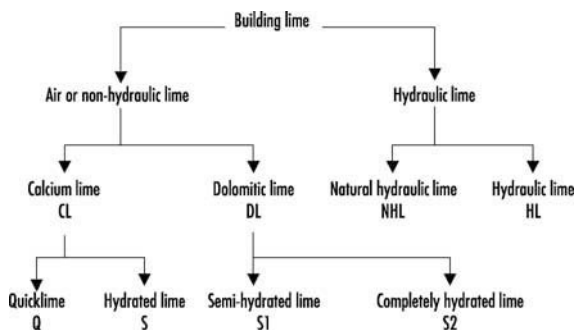 Building lime
Air or non-hydraulic lime
Hydraulic lime
Calcium lime
CL
Dolomitic lime
DL
Natural hydraulic lime
NHL
Hydraulic lime
HL
Quicklime
Q
Hydrated lime
S
Semi-hydrated lime
S1
Completely hydrated lime
S2